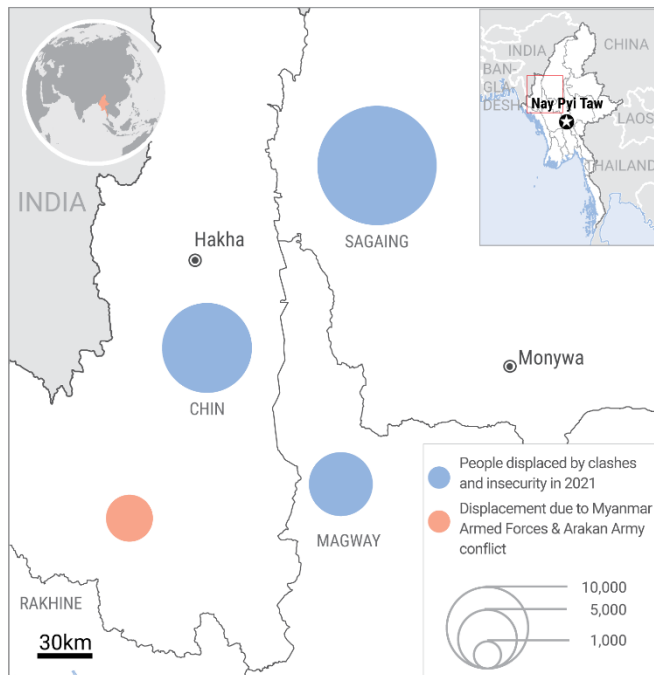 INDIA
CHINA
BAN-
GLA
DESH
Nay Pyi Taw
LAOS
THAILAND
INDIA
Hakha
SAGAING
CHIN
Monywa
MAGWAY
RAKHINE
30km
People displaced by clashes
and insecurity in 2021
Displacement due to Myanmar
Armed Forces & Arakan Army
conflict
10,000
5,000
1,000